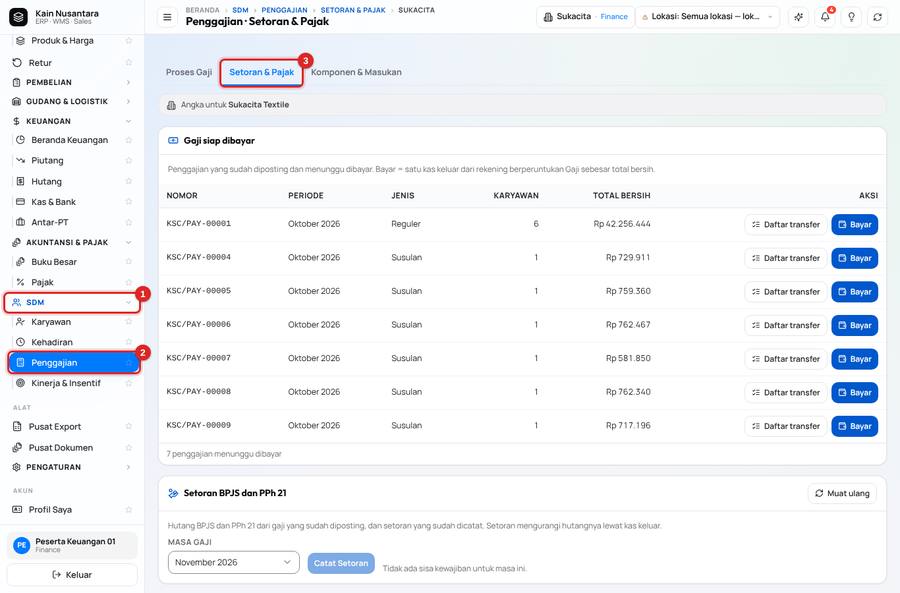 Kain Nusantara
ERP · WMS · Sales
Produk & Harga
Retur
PEMBELIAN
GUDANG & LOGISTIK
KEUANGAN
Beranda Keuangan
Piutang
Hutang
Kas & Bank
Antar-PT
AKUNTANSI & PAJAK
Buku Besar
Pajak
SDM
1
Karyawan
Kehadiran
Penggajian
2
Kinerja & Insentif
ALAT
Pusat Export
Pusat Dokumen
PENGATURAN
AKUN
Profil Saya
PE
Peserta Keuangan 01
Finance
Keluar
BERANDA › SDM › PENGGAJIAN › SETORAN & PAJAK › SUKACITA
Penggajian · Setoran & Pajak
Sukacita · Finance
Lokasi: Semua lokasi — lok...
4
Proses Gaji
Setoran & Pajak
3
Komponen & Masukan
Angka untuk Sukacita Textile
Gaji siap dibayar
Penggajian yang sudah diposting dan menunggu dibayar. Bayar = satu kas keluar dari rekening berperuntukan Gaji sebesar total bersih.
NOMOR PERIODE JENIS KARYAWAN TOTAL BERSIH AKSI
KSC/PAY-00001 Oktober 2026 Reguler 6 Rp 42.256.444 Daftar transfer Bayar
KSC/PAY-00004 Oktober 2026 Susulan 1 Rp 729.911 Daftar transfer Bayar
KSC/PAY-00005 Oktober 2026 Susulan 1 Rp 759.360 Daftar transfer Bayar
KSC/PAY-00006 Oktober 2026 Susulan 1 Rp 762.467 Daftar transfer Bayar
KSC/PAY-00007 Oktober 2026 Susulan 1 Rp 581.850 Daftar transfer Bayar
KSC/PAY-00008 Oktober 2026 Susulan 1 Rp 762.340 Daftar transfer Bayar
KSC/PAY-00009 Oktober 2026 Susulan 1 Rp 717.196 Daftar transfer Bayar
7 penggajian menunggu dibayar
Setoran BPJS dan PPh 21
Muat ulang
Hutang BPJS dan PPh 21 dari gaji yang sudah diposting, dan setoran yang sudah dicatat. Setoran mengurangi hutangnya lewat kas keluar.
MASA GAJI
November 2026
Catat Setoran
Tidak ada sisa kewajiban untuk masa ini.